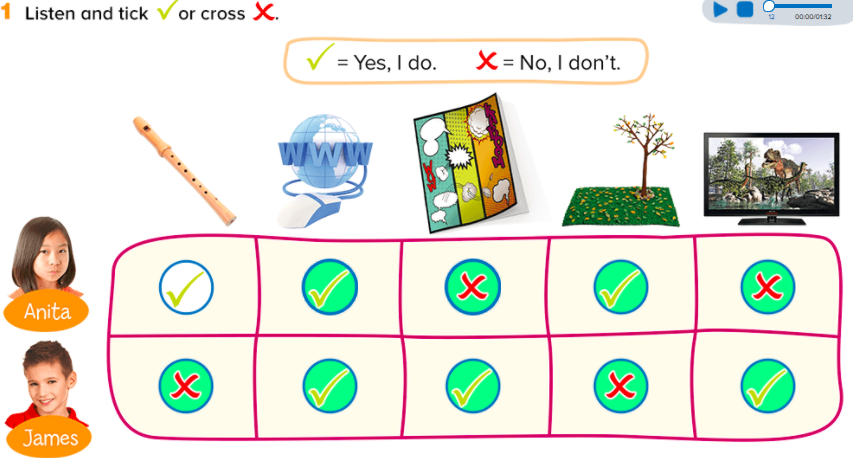 1 Listen and tick ✓ or cross ✗.
12 00:00/01:32
✓ = Yes, I do. ✗ = No, I don't.
WWW
Anita
James